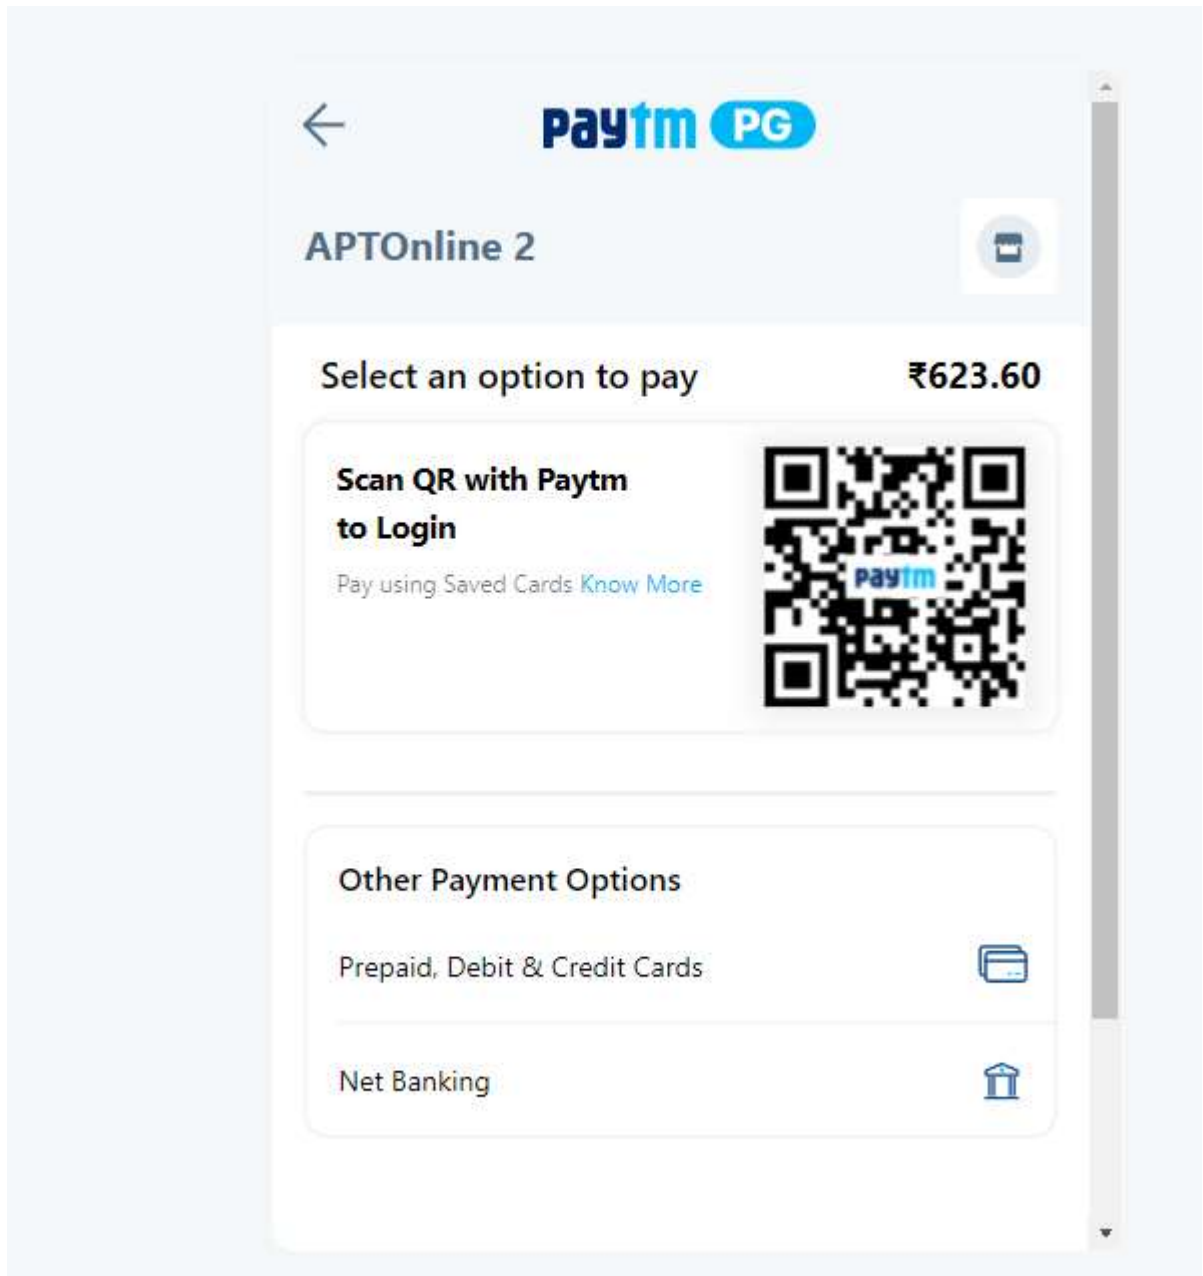 paytm PG
APTOnline 2
Select an option to pay ₹623.60
Scan QR with Paytm
to Login
Pay using Saved Cards Know More
paytm
Other Payment Options
Prepaid, Debit & Credit Cards
Net Banking